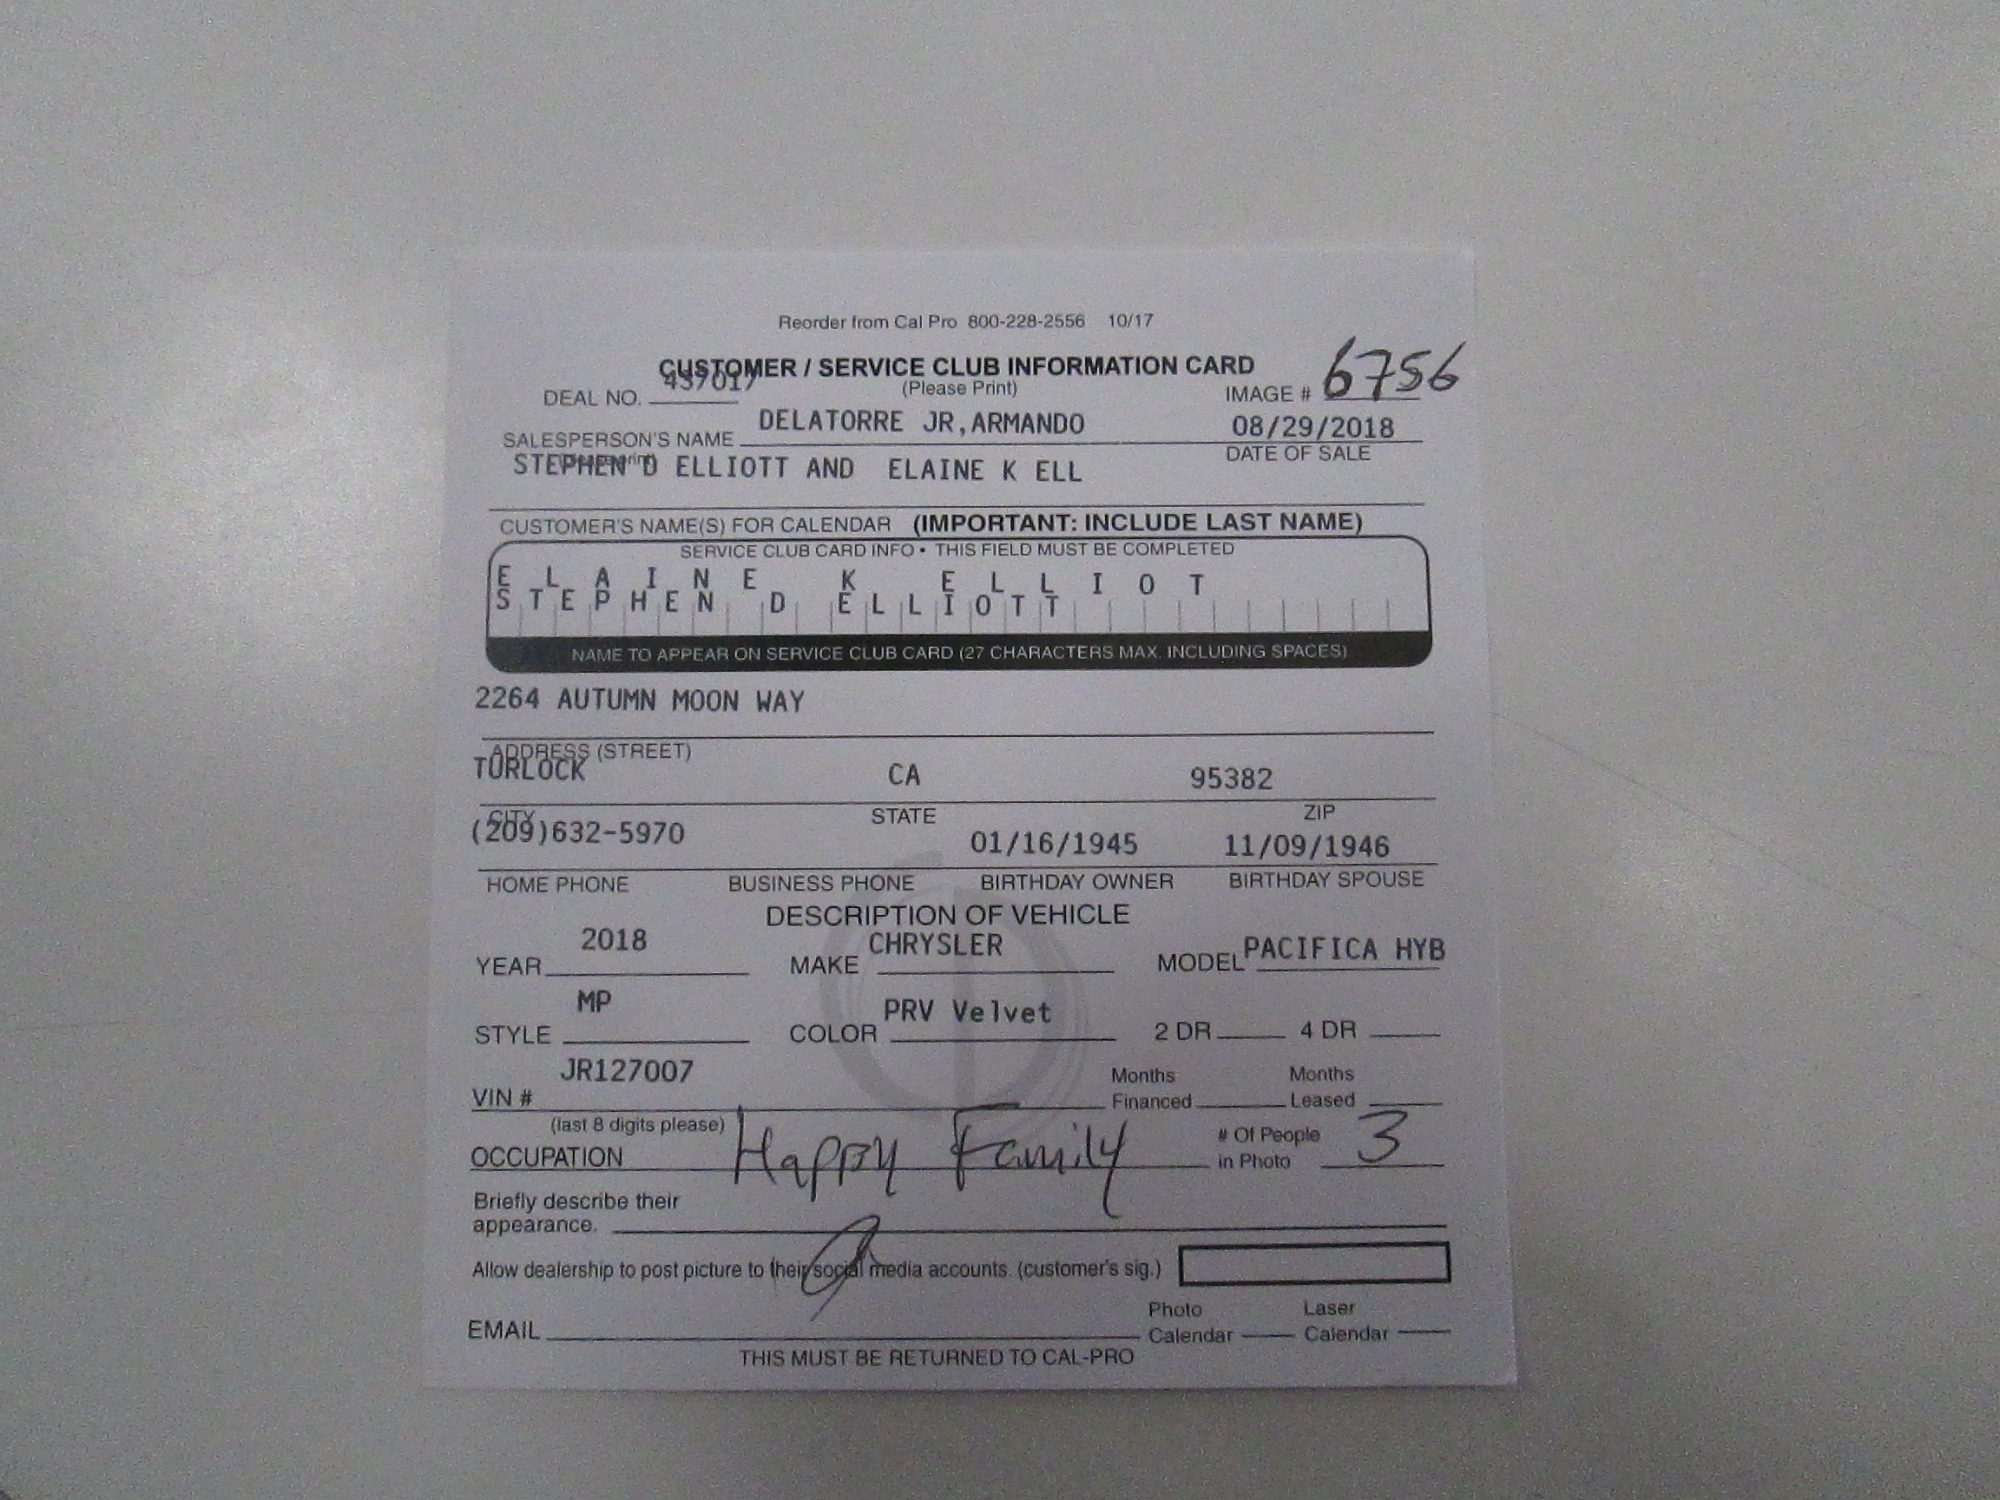 Reorder from Cal Pro 800-228-2556 10/17
CUSTOMER / SERVICE CLUB INFORMATION CARD
(Please Print)
DEAL NO. 437017
IMAGE # 6756
SALESPERSON'S NAME DELATORRE JR,ARMANDO 08/29/2018
(please print) DATE OF SALE
STEPHEN D ELLIOTT AND ELAINE K ELL
CUSTOMER'S NAME(S) FOR CALENDAR (IMPORTANT: INCLUDE LAST NAME)
SERVICE CLUB CARD INFO • THIS FIELD MUST BE COMPLETED
ELAINE K ELLIOT
STEPHEN D ELLIOTT
NAME TO APPEAR ON SERVICE CLUB CARD (27 CHARACTERS MAX. INCLUDING SPACES)
2264 AUTUMN MOON WAY
ADDRESS (STREET)
TURLOCK CA 95382
CITY STATE ZIP
(209)632-5970 01/16/1945 11/09/1946
HOME PHONE BUSINESS PHONE BIRTHDAY OWNER BIRTHDAY SPOUSE
DESCRIPTION OF VEHICLE
YEAR 2018 MAKE CHRYSLER MODEL PACIFICA HYB
STYLE MP COLOR PRV Velvet 2 DR 4 DR
VIN # JR127007 Months Financed Months Leased
(last 8 digits please)
OCCUPATION Happy Family # Of People in Photo 3
Briefly describe their
appearance.
Allow dealership to post picture to their social media accounts. (customer's sig.)
EMAIL Photo Calendar Laser Calendar
THIS MUST BE RETURNED TO CAL-PRO